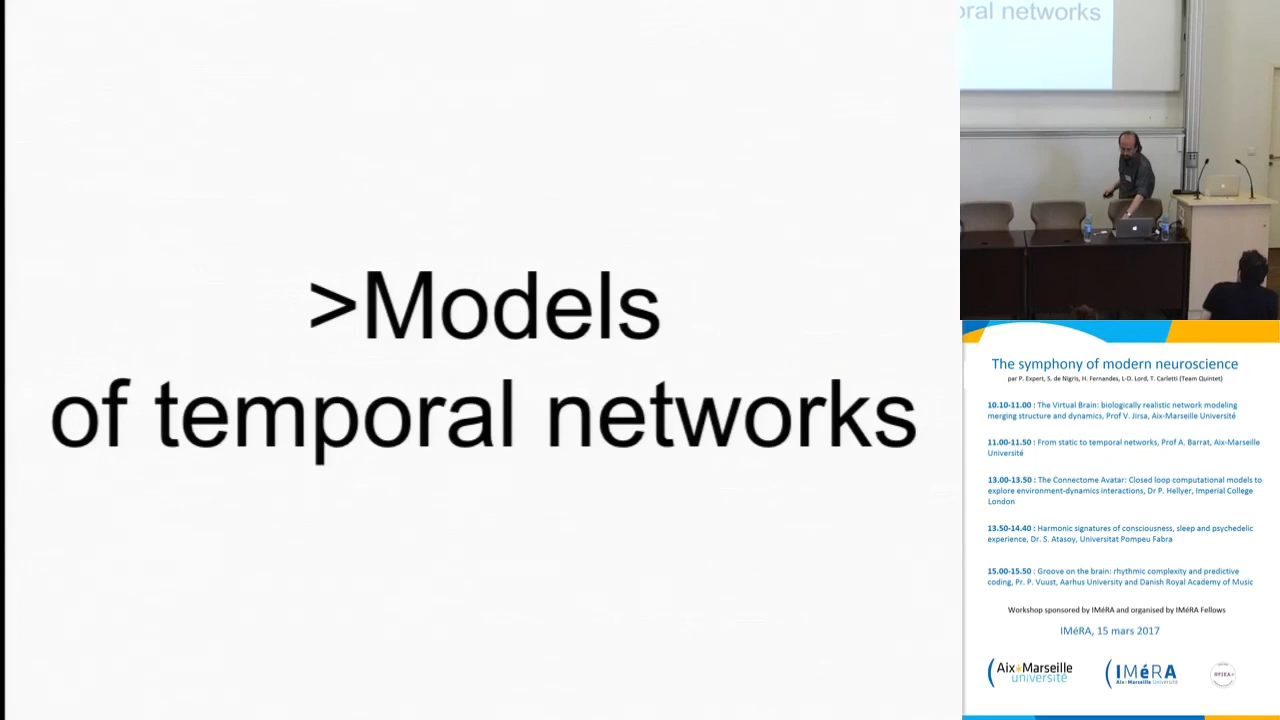 >Models
of temporal networks
oral networks
The symphony of modern neuroscience
par P. Expert, S. de Nigris, H. Fernandes, L-D. Lord, T. Carletti (Team Quintet)
10.10-11.00 : The Virtual Brain: biologically realistic network modeling
merging structure and dynamics, Prof V. Jirsa, Aix-Marseille Université
11.00-11.50 : From static to temporal networks, Prof A. Barrat, Aix-Marseille
Université
13.00-13.50 : The Connectome Avatar: Closed loop computational models to
explore environment-dynamics interactions, Dr P. Hellyer, Imperial College
London
13.50-14.40 : Harmonic signatures of consciousness, sleep and psychedelic
experience, Dr. S. Atasoy, Universitat Pompeu Fabra
15.00-15.50 : Groove on the brain: rhythmic complexity and predictive
coding, Pr. P. Vuust, Aarhus University and Danish Royal Academy of Music
Workshop sponsored by IMéRA and organised by IMéRA Fellows
IMéRA, 15 mars 2017
Aix*Marseille
université
IMéRA
Aix*Marseille Université
RFIEA+